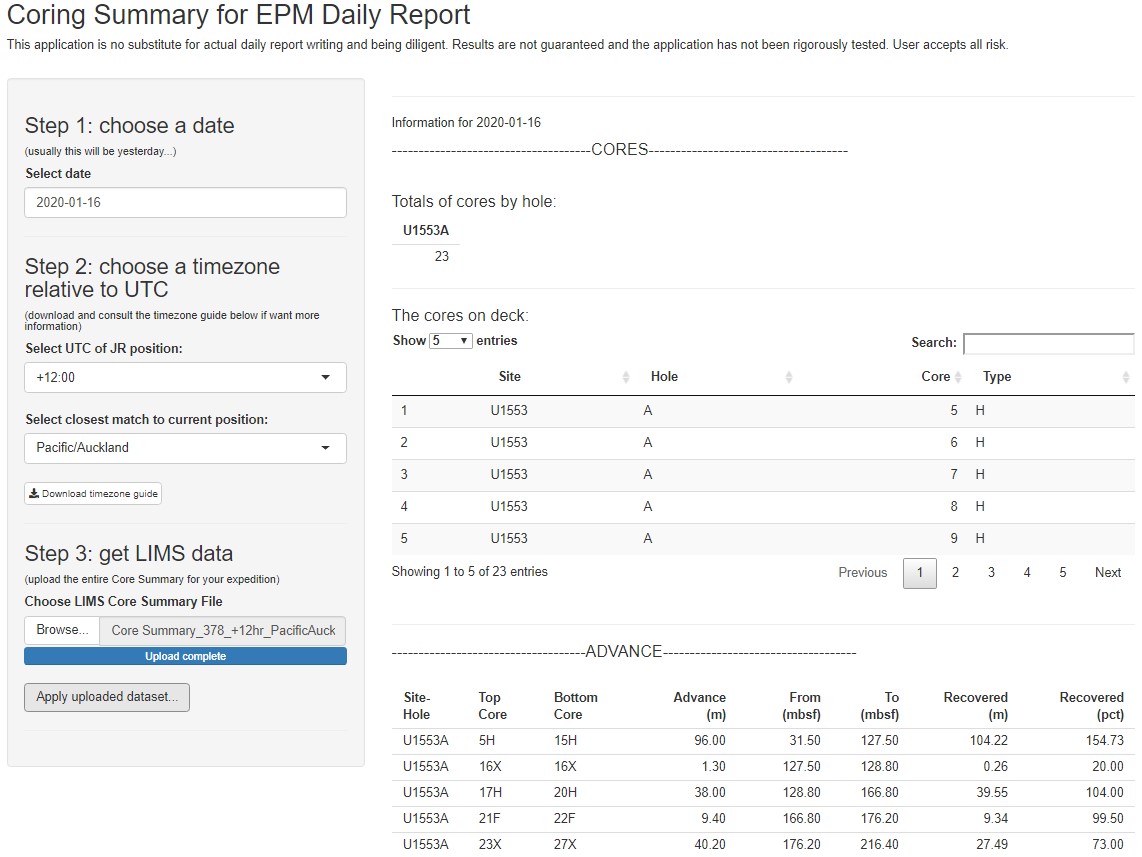 Coring Summary for EPM Daily Report
This application is no substitute for actual daily report writing and being diligent. Results are not guaranteed and the application has not been rigorously tested. User accepts all risk.
Step 1: choose a date
(usually this will be yesterday...)
Select date
2020-01-16
Step 2: choose a timezone
relative to UTC
(download and consult the timezone guide below if want more
information)
Select UTC of JR position:
+12:00
Select closest match to current position:
Pacific/Auckland
Download timezone guide
Step 3: get LIMS data
(upload the entire Core Summary for your expedition)
Choose LIMS Core Summary File
Browse... Core Summary_378_+12hr_PacificAuck
Upload complete
Apply uploaded dataset...
Information for 2020-01-16
-------------------------------------CORES-------------------------------------
Totals of cores by hole:
U1553A
23
The cores on deck:
Show 5 entries Search:
Site Hole Core Type
1 U1553 A 5 H
2 U1553 A 6 H
3 U1553 A 7 H
4 U1553 A 8 H
5 U1553 A 9 H
Showing 1 to 5 of 23 entries Previous 1 2 3 4 5 Next
------------------------------------ADVANCE------------------------------------
Site- Top Bottom Advance From To Recovered Recovered
Hole Core Core (m) (mbsf) (mbsf) (m) (pct)
U1553A 5H 15H 96.00 31.50 127.50 104.22 154.73
U1553A 16X 16X 1.30 127.50 128.80 0.26 20.00
U1553A 17H 20H 38.00 128.80 166.80 39.55 104.00
U1553A 21F 22F 9.40 166.80 176.20 9.34 99.50
U1553A 23X 27X 40.20 176.20 216.40 27.49 73.00